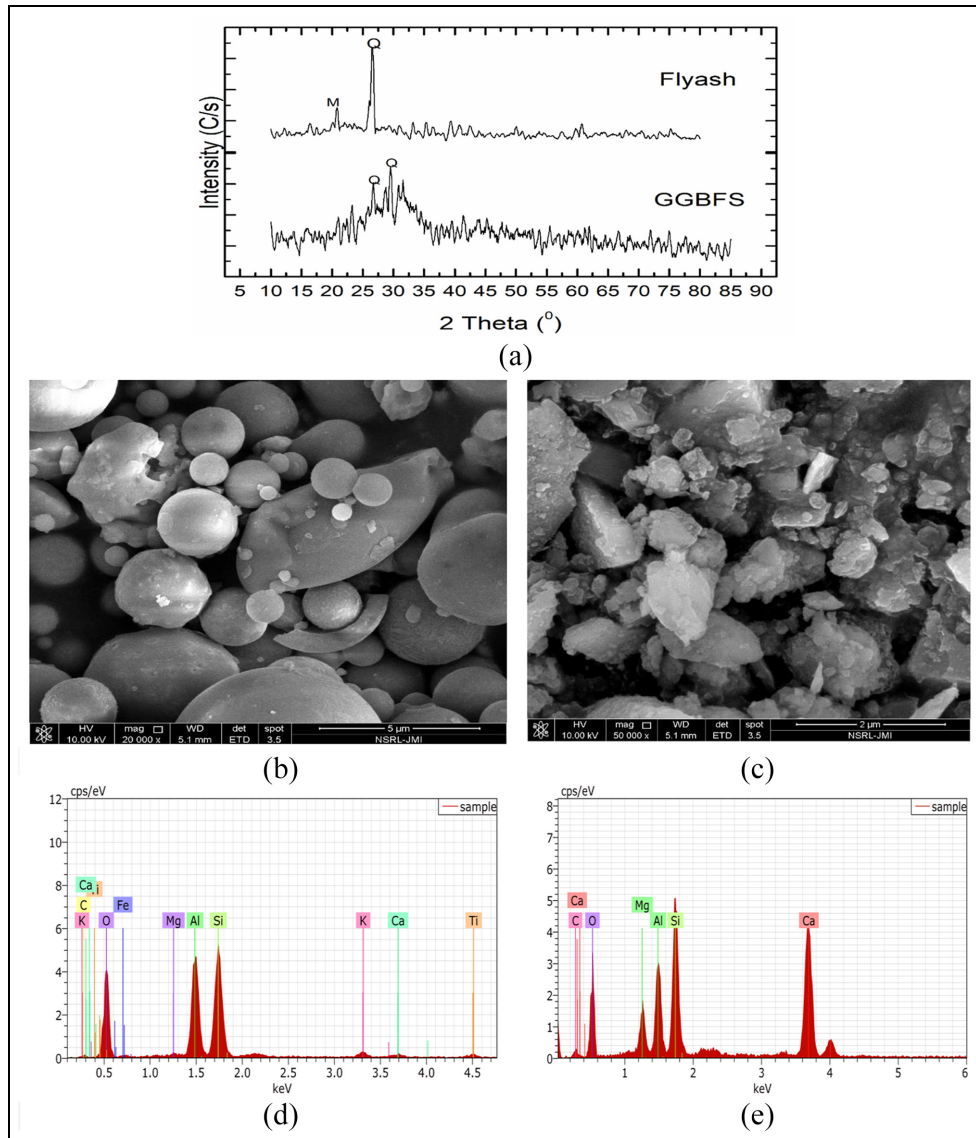 Intensity (C/s)
Flyash
Q
M
GGBFS
Q
Q
5 10 15 20 25 30 35 40 45 50 55 60 65 70 75 80 85 90
2 Theta (°)
(a)
HV mag WD det spot 5 µm
10.00 kV 20 000 x 5.1 mm ETD 3.5 NSRL-JMI
HV mag WD det spot 2 µm
10.00 kV 50 000 x 5.1 mm ETD 3.5 NSRL-JMI
(b)
(c)
cps/eV
sample
12
10
8
6
4
2
0
Ca
C
K O Fe Mg Al Si K Ca Ti
0.5 1.0 1.5 2.0 2.5 3.0 3.5 4.0 4.5
keV
(d)
cps/eV
sample
8
7
6
5
4
3
2
1
0
Ca
C O Mg Al Si Ca
1 2 3 4 5 6
keV
(e)